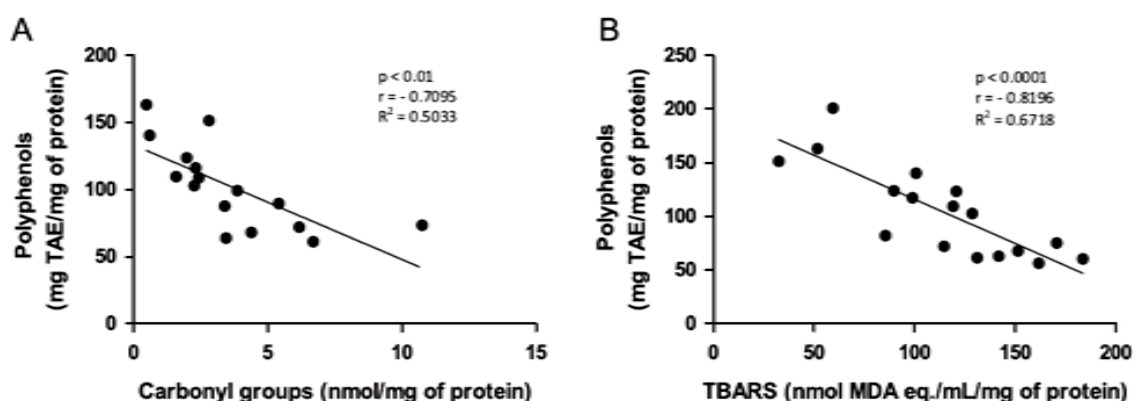 A
Polyphenols
(mg TAE/mg of protein)
200
150
100
50
0
p < 0.01
r = - 0.7095
R² = 0.5033
0
5
10
15
Carbonyl groups (nmol/mg of protein)
B
Polyphenols
(mg TAE/mg of protein)
250
200
150
100
50
0
p < 0.0001
r = - 0.8196
R² = 0.6718
0
50
100
150
200
TBARS (nmol MDA eq./mL/mg of protein)